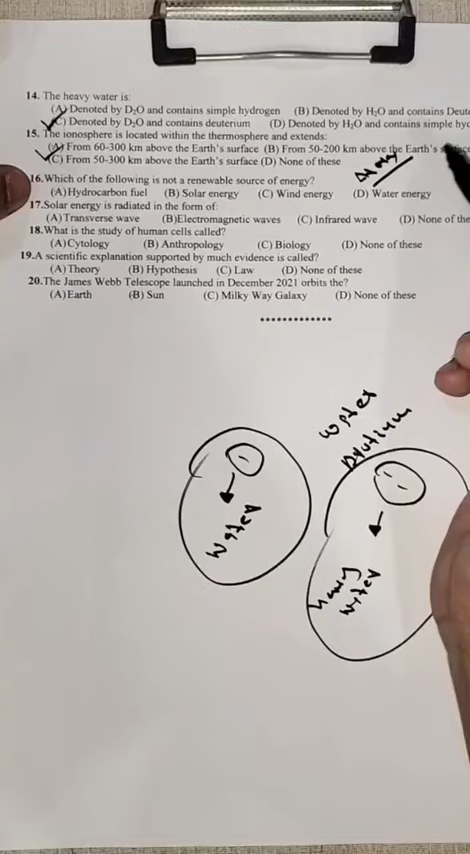 14. The heavy water is:
(A) Denoted by D₂O and contains simple hydrogen (B) Denoted by H₂O and contains Deute
C) Denoted by D₂O and contains deuterium (D) Denoted by H₂O and contains simple hyd
15. The ionosphere is located within the thermosphere and extends:
(A) From 60-300 km above the Earth's surface (B) From 50-200 km above the Earth's
(C) From 50-300 km above the Earth's surface (D) None of these
16. Which of the following is not a renewable source of energy?
(A) Hydrocarbon fuel (B) Solar energy (C) Wind energy (D) Water energy
17. Solar energy is radiated in the form of:
(A) Transverse wave (B) Electromagnetic waves (C) Infrared wave (D) None of the
18. What is the study of human cells called?
(A) Cytology (B) Anthropology (C) Biology (D) None of these
19. A scientific explanation supported by much evidence is called?
(A) Theory (B) Hypothesis (C) Law (D) None of these
20. The James Webb Telescope launched in December 2021 orbits the?
(A) Earth (B) Sun (C) Milky Way Galaxy (D) None of these
*************
water
water
heavy
water